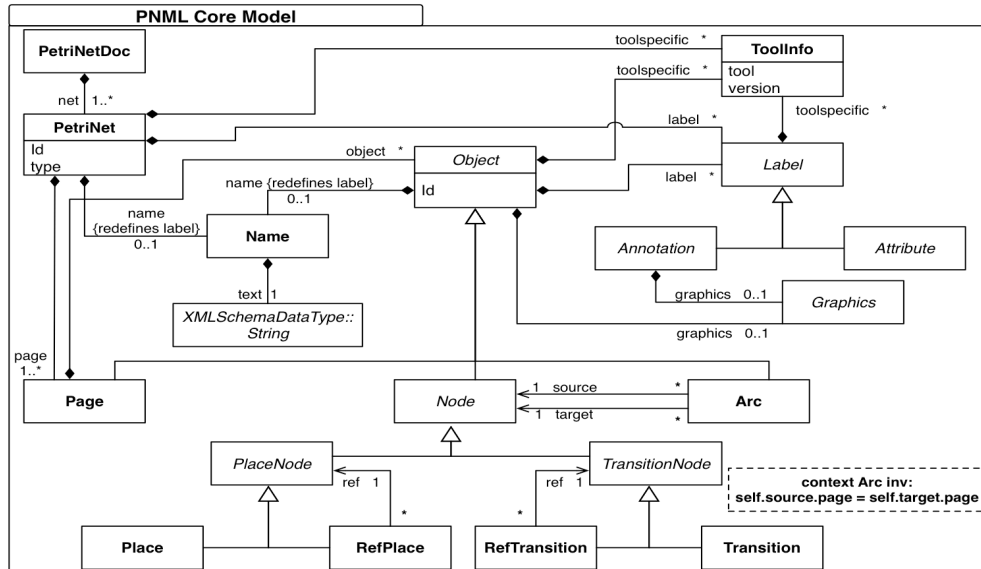 PNML Core Model
PetriNetDoc
net 1..*
PetriNet
Id
type
toolspecific *
ToolInfo
tool
version
toolspecific *
toolspecific *
label *
object *
Object
Id
label *
Label
name {redefines label}
0..1
name
{redefines label}
0..1
Name
text 1
XMLSchemaDataType::
String
Annotation
Attribute
graphics 0..1
Graphics
graphics 0..1
page
1..*
Page
Node
1 source *
1 target *
Arc
PlaceNode
ref 1
*
TransitionNode
ref 1
*
context Arc inv:
self.source.page = self.target.page
Place
RefPlace
RefTransition
Transition